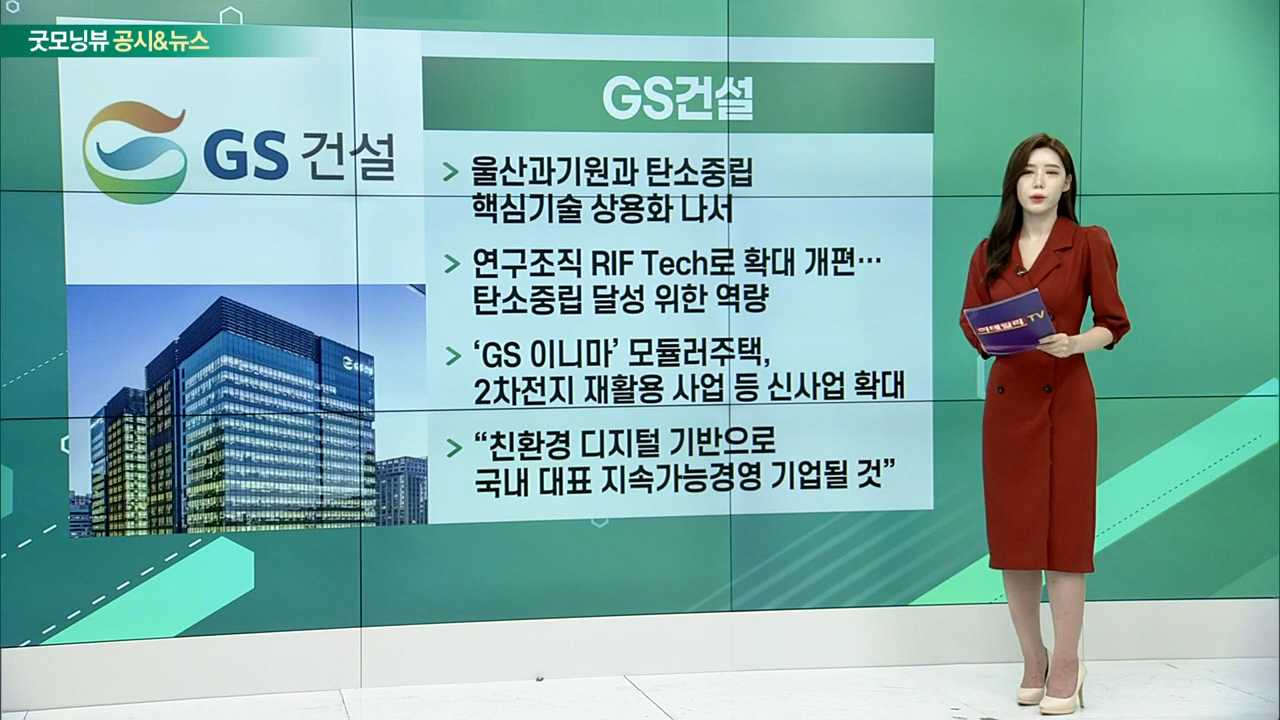 굿모닝뷰 공시&뉴스
GS건설
GS 건설
> 울산과기원과 탄소중립
핵심기술 상용화 나서
> 연구조직 RIF Tech로 확대 개편…
탄소중립 달성 위한 역량
> ‘GS 이니마’ 모듈러주택,
2차전지 재활용 사업 등 신사업 확대
> “친환경 디지털 기반으로
국내 대표 지속가능경영 기업될 것”
이데일리 TV